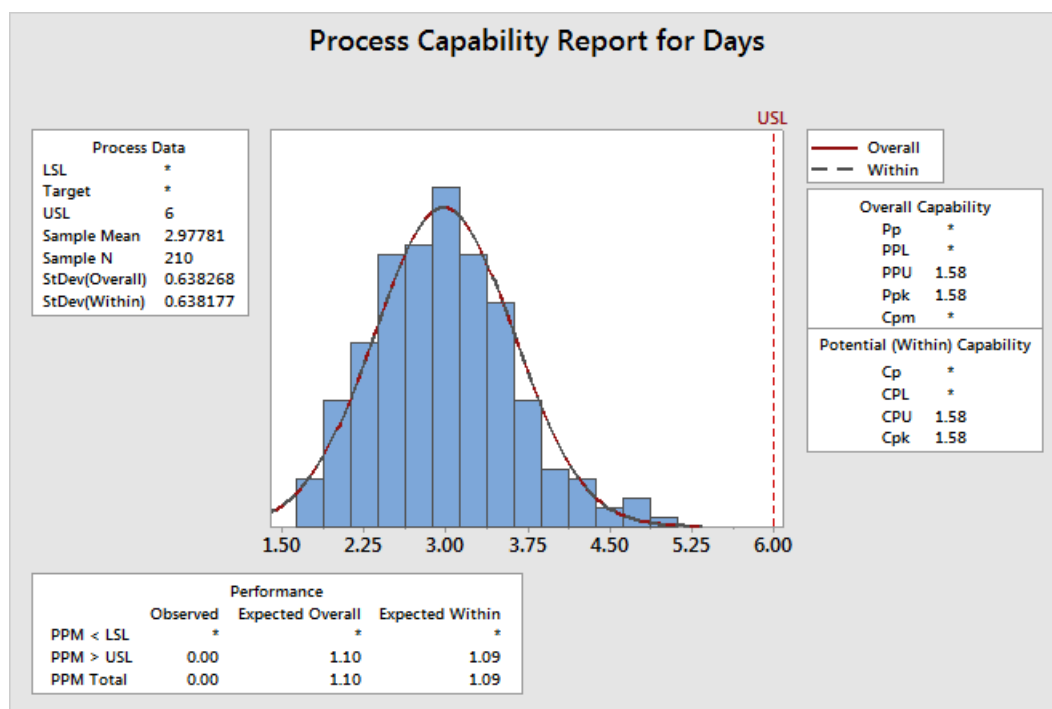 Process Capability Report for Days
USL
Process Data
LSL *
Target *
USL 6
Sample Mean 2.97781
Sample N 210
StDev(Overall) 0.638268
StDev(Within) 0.638177
Overall
Within
Overall Capability
Pp *
PPL *
PPU 1.58
Ppk 1.58
Cpm *
Potential (Within) Capability
Cp *
CPL *
CPU 1.58
Cpk 1.58
1.50 2.25 3.00 3.75 4.50 5.25 6.00
Performance
Observed Expected Overall Expected Within
PPM < LSL * * *
PPM > USL 0.00 1.10 1.09
PPM Total 0.00 1.10 1.09